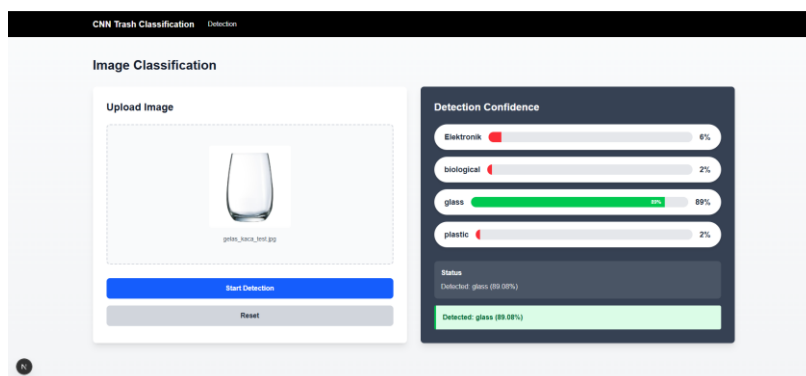 CNN Trash Classification Detection
Image Classification
Upload Image
gelas_kaca_test.jpg
Start Detection
Reset
Detection Confidence
Elektronik 6%
biological 2%
glass 89% 89%
plastic 2%
Status
Detected: glass (89.08%)
Detected: glass (89.08%)
N